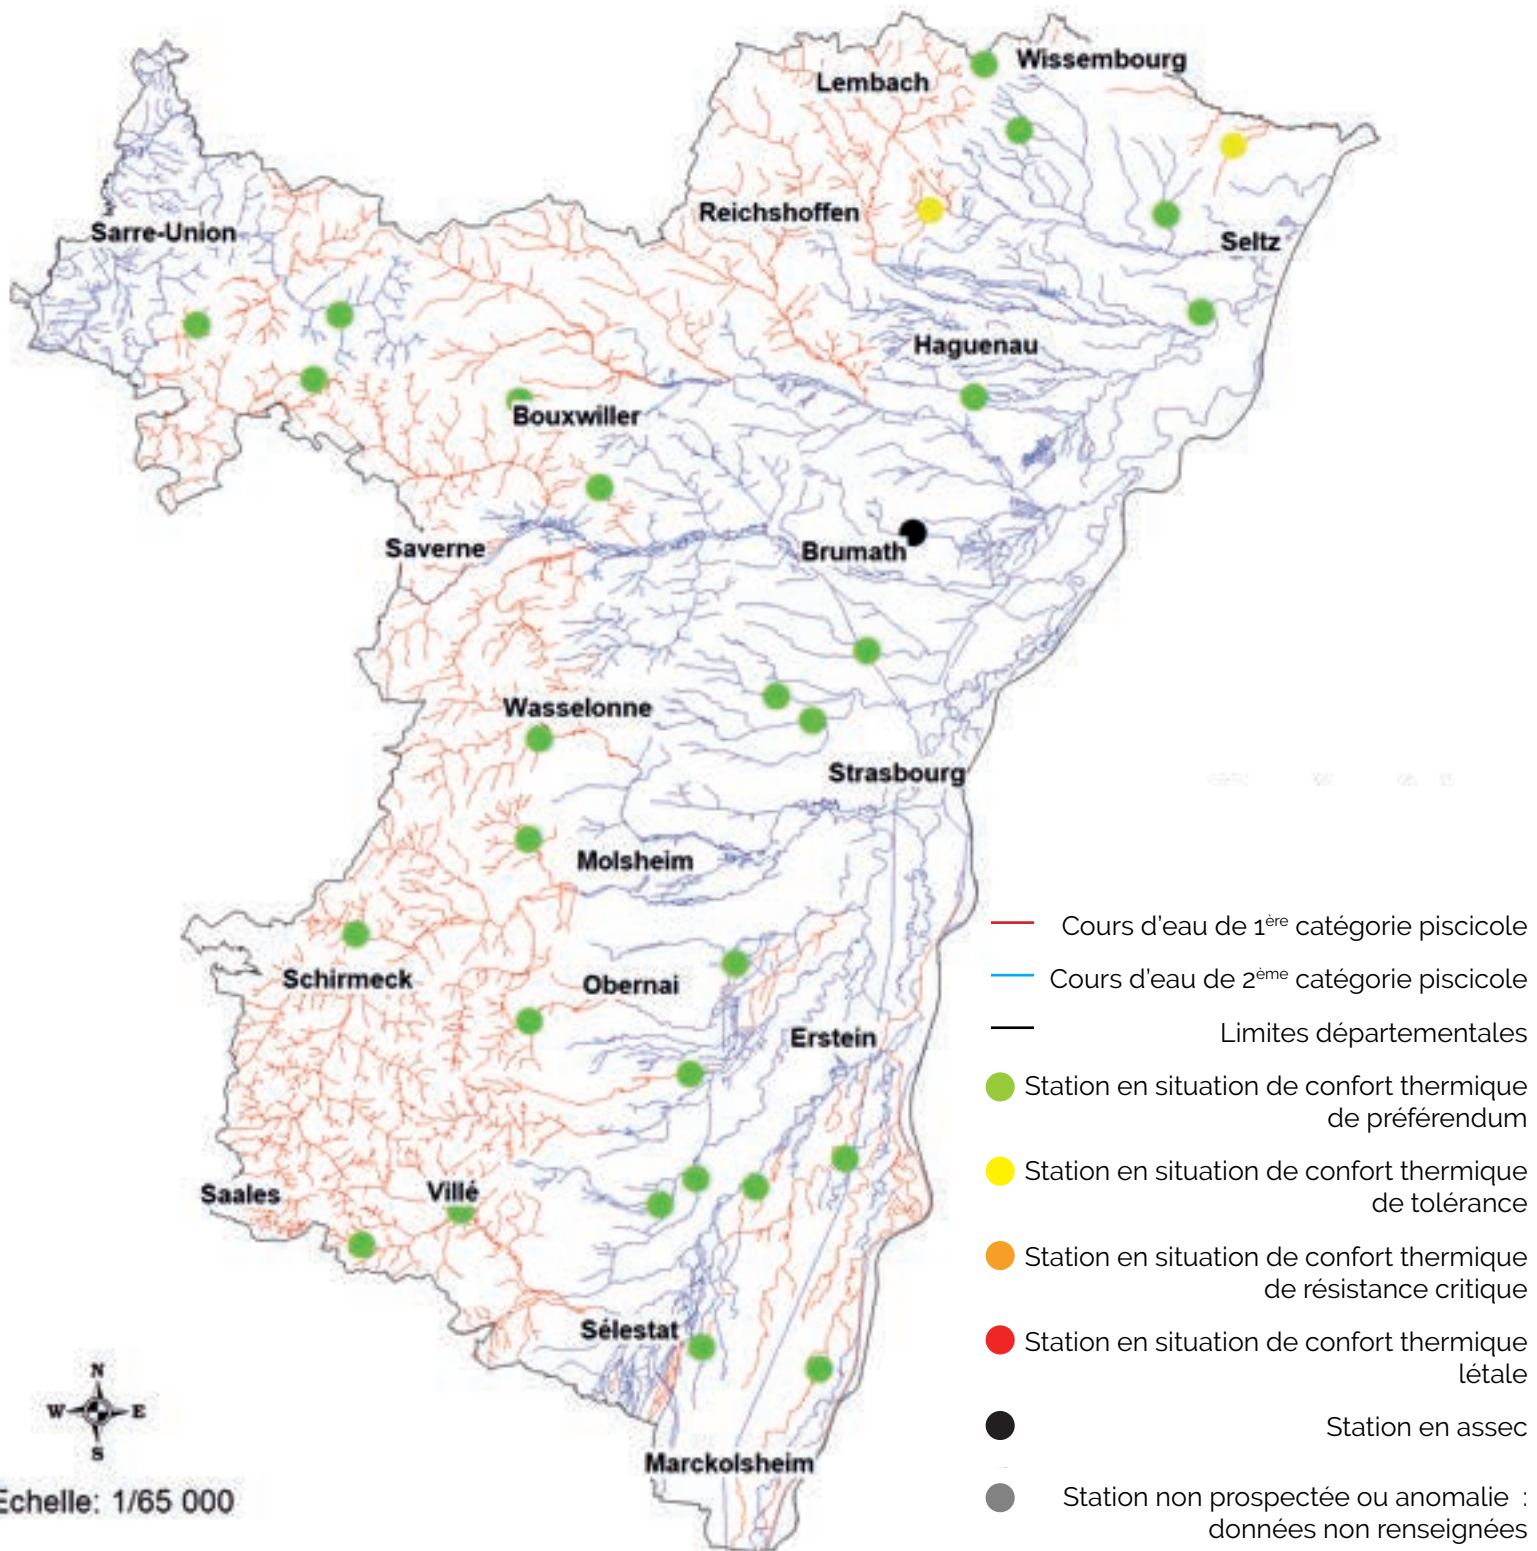 Wissembourg
Lembach
Reichshoffen
Sarre-Union
Seltz
Haguenau
Bouxwiller
Saverne
Brumath
Wasselonne
Strasbourg
Molsheim
Schirmeck
Obernai
Erstein
Saales
Villé
Sélestat
Marckolsheim
N
W E
S
Echelle: 1/65 000
Cours d'eau de 1ère catégorie piscicole
Cours d'eau de 2ème catégorie piscicole
Limites départementales
Station en situation de confort thermique
de préférendum
Station en situation de confort thermique
de tolérance
Station en situation de confort thermique
de résistance critique
Station en situation de confort thermique
létale
Station en assec
Station non prospectée ou anomalie :
données non renseignées